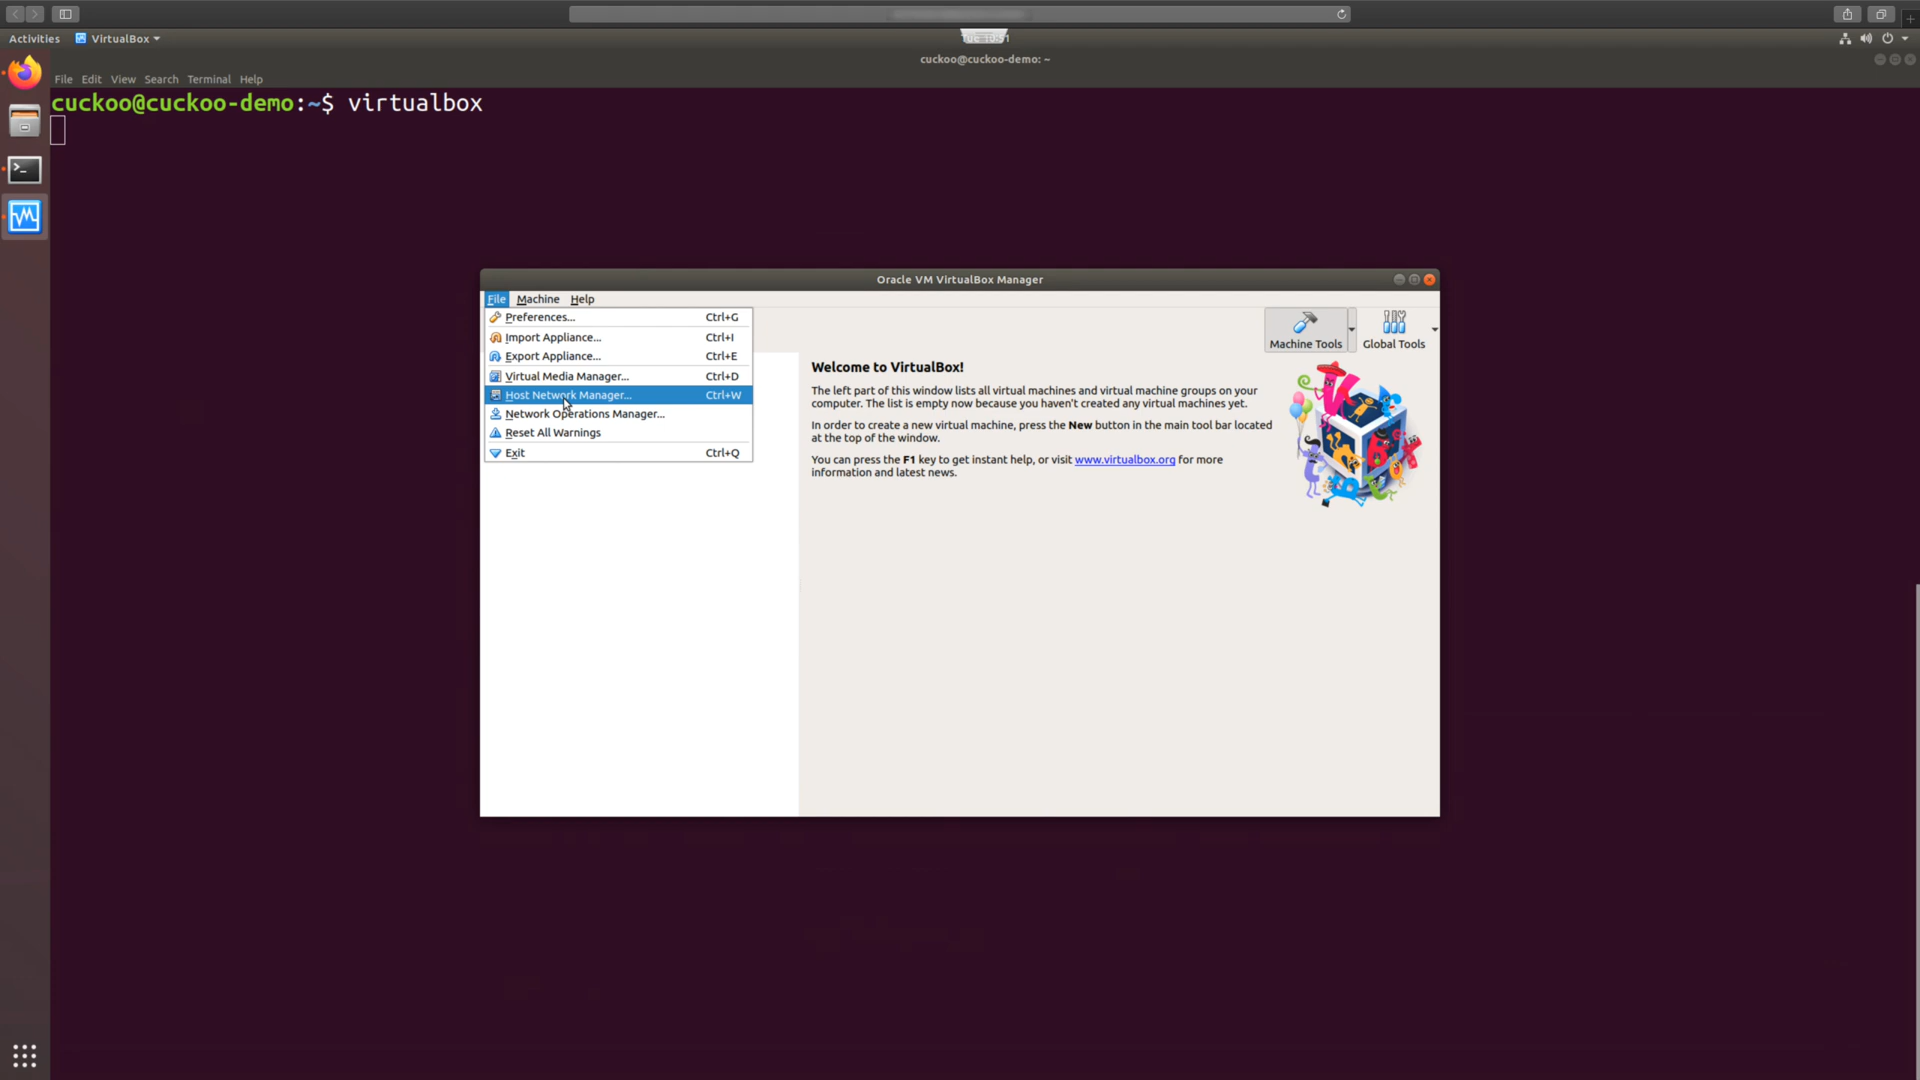 Activities VirtualBox
cuckoo@cuckoo-demo: ~
File Edit View Search Terminal Help
cuckoo@cuckoo-demo:~$ virtualbox
Oracle VM VirtualBox Manager
File Machine Help
Preferences... Ctrl+G
Import Appliance... Ctrl+I
Export Appliance... Ctrl+E
Virtual Media Manager... Ctrl+D
Host Network Manager... Ctrl+W
Network Operations Manager...
Reset All Warnings
Exit Ctrl+Q
Machine Tools Global Tools
Welcome to VirtualBox!
The left part of this window lists all virtual machines and virtual machine groups on your
computer. The list is empty now because you haven't created any virtual machines yet.
In order to create a new virtual machine, press the New button in the main tool bar located
at the top of the window.
You can press the F1 key to get instant help, or visit www.virtualbox.org for more
information and latest news.